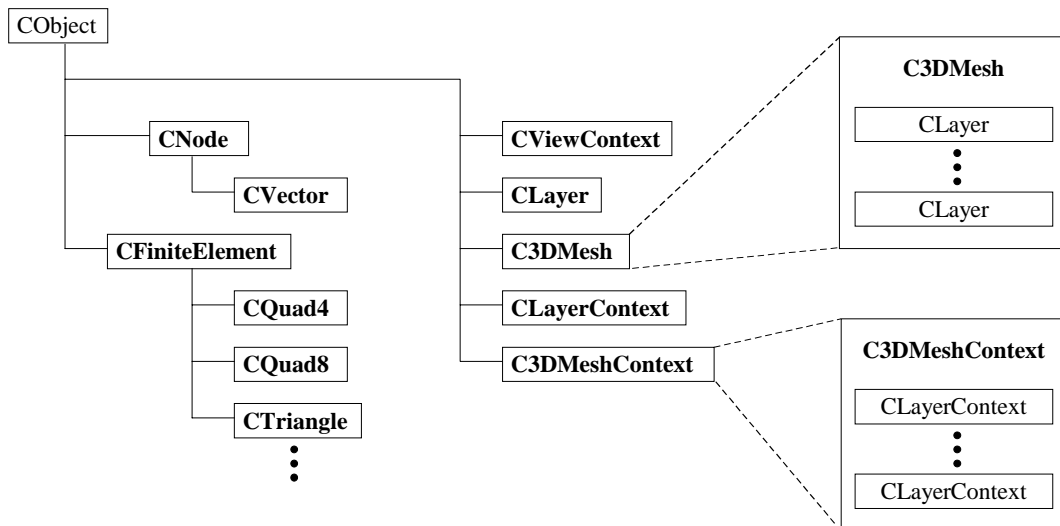 CObject
CNode
CVector
CFiniteElement
CQuad4
CQuad8
CTriangle
CViewContext
CLayer
C3DMesh
CLayerContext
C3DMeshContext
C3DMesh
CLayer
CLayer
C3DMeshContext
CLayerContext
CLayerContext